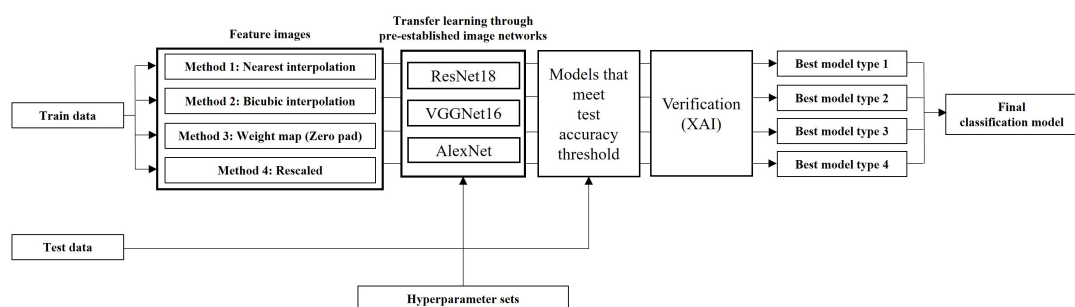 Transfer learning through
pre-established image networks
Feature images
Train data
Method 1: Nearest interpolation
Method 2: Bicubic interpolation
Method 3: Weight map (Zero pad)
Method 4: Rescaled
ResNet18
VGGNet16
AlexNet
Models that
meet
test
accuracy
threshold
Verification
(XAI)
Best model type 1
Best model type 2
Best model type 3
Best model type 4
Final
classification model
Test data
Hyperparameter sets